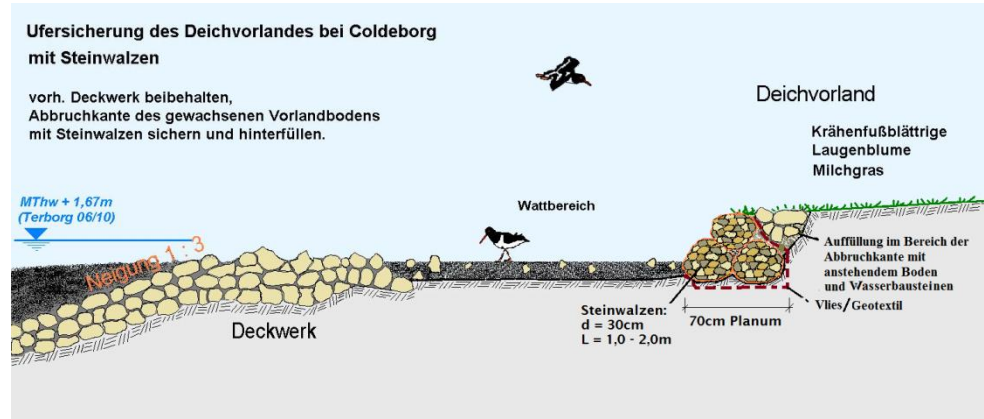 Ufersicherung des Deichvorlandes bei Coldeborg
mit Steinwalzen
vorh. Deckwerk beibehalten,
Abbruchkante des gewachsenen Vorlandbodens
mit Steinwalzen sichern und hinterfüllen.
Deichvorland
Krähenfußblättrige
Laugenblume
Milchgras
MThw + 1,67m
(Terborg 06/10)
Wattbereich
Neigung 1 : 3
Auffüllung im Bereich der
Abbruchkante mit
anstehendem Boden
und Wasserbausteinen
Vlies/Geotextil
Steinwalzen:
d = 30cm
L = 1,0 - 2,0m
70cm Planum
Deckwerk